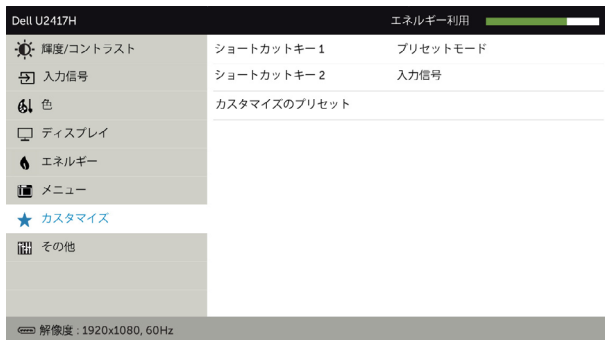 Dell U2417H エネルギー利用
輝度/コントラスト ショートカットキー 1 プリセットモード
入力信号 ショートカットキー 2 入力信号
色 カスタマイズのプリセット
ディスプレイ
エネルギー
メニュー
カスタマイズ
その他
解像度 : 1920x1080, 60Hz